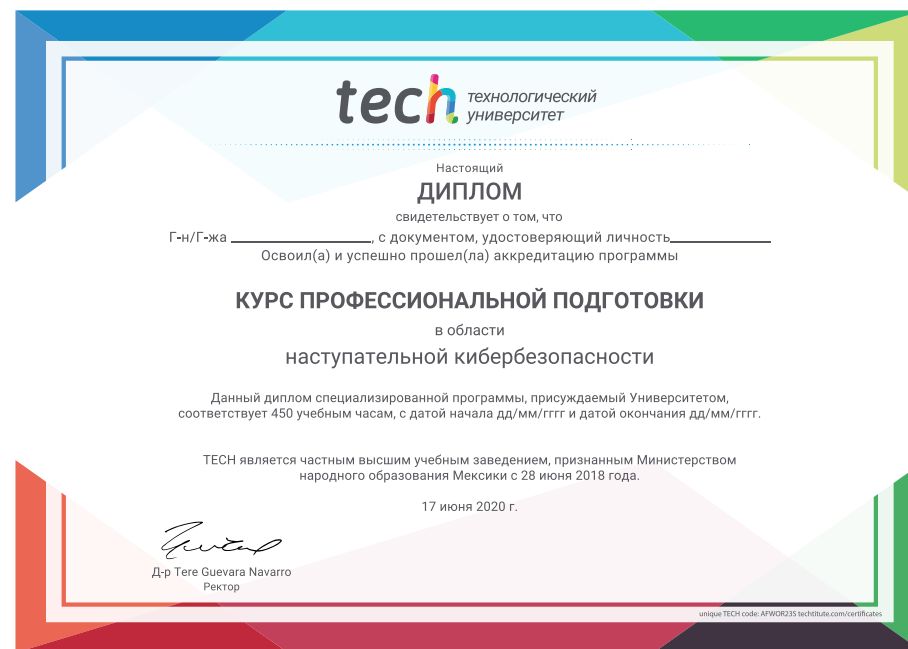 tech технологический
университет
Настоящий
ДИПЛОМ
свидетельствует о том, что
Г-н/Г-жа ____________________, с документом, удостоверяющий личность______________
Освоил(а) и успешно прошел(ла) аккредитацию программы
КУРС ПРОФЕССИОНАЛЬНОЙ ПОДГОТОВКИ
в области
наступательной кибербезопасности
Данный диплом специализированной программы, присуждаемый Университетом,
соответствует 450 учебным часам, с датой начала дд/мм/гггг и датой окончания дд/мм/гггг.
TECH является частным высшим учебным заведением, признанным Министерством
народного образования Мексики с 28 июня 2018 года.
17 июня 2020 г.
Д-р Tere Guevara Navarro
Ректор
unique TECH code: AFWOR23S techtitute.com/certificates